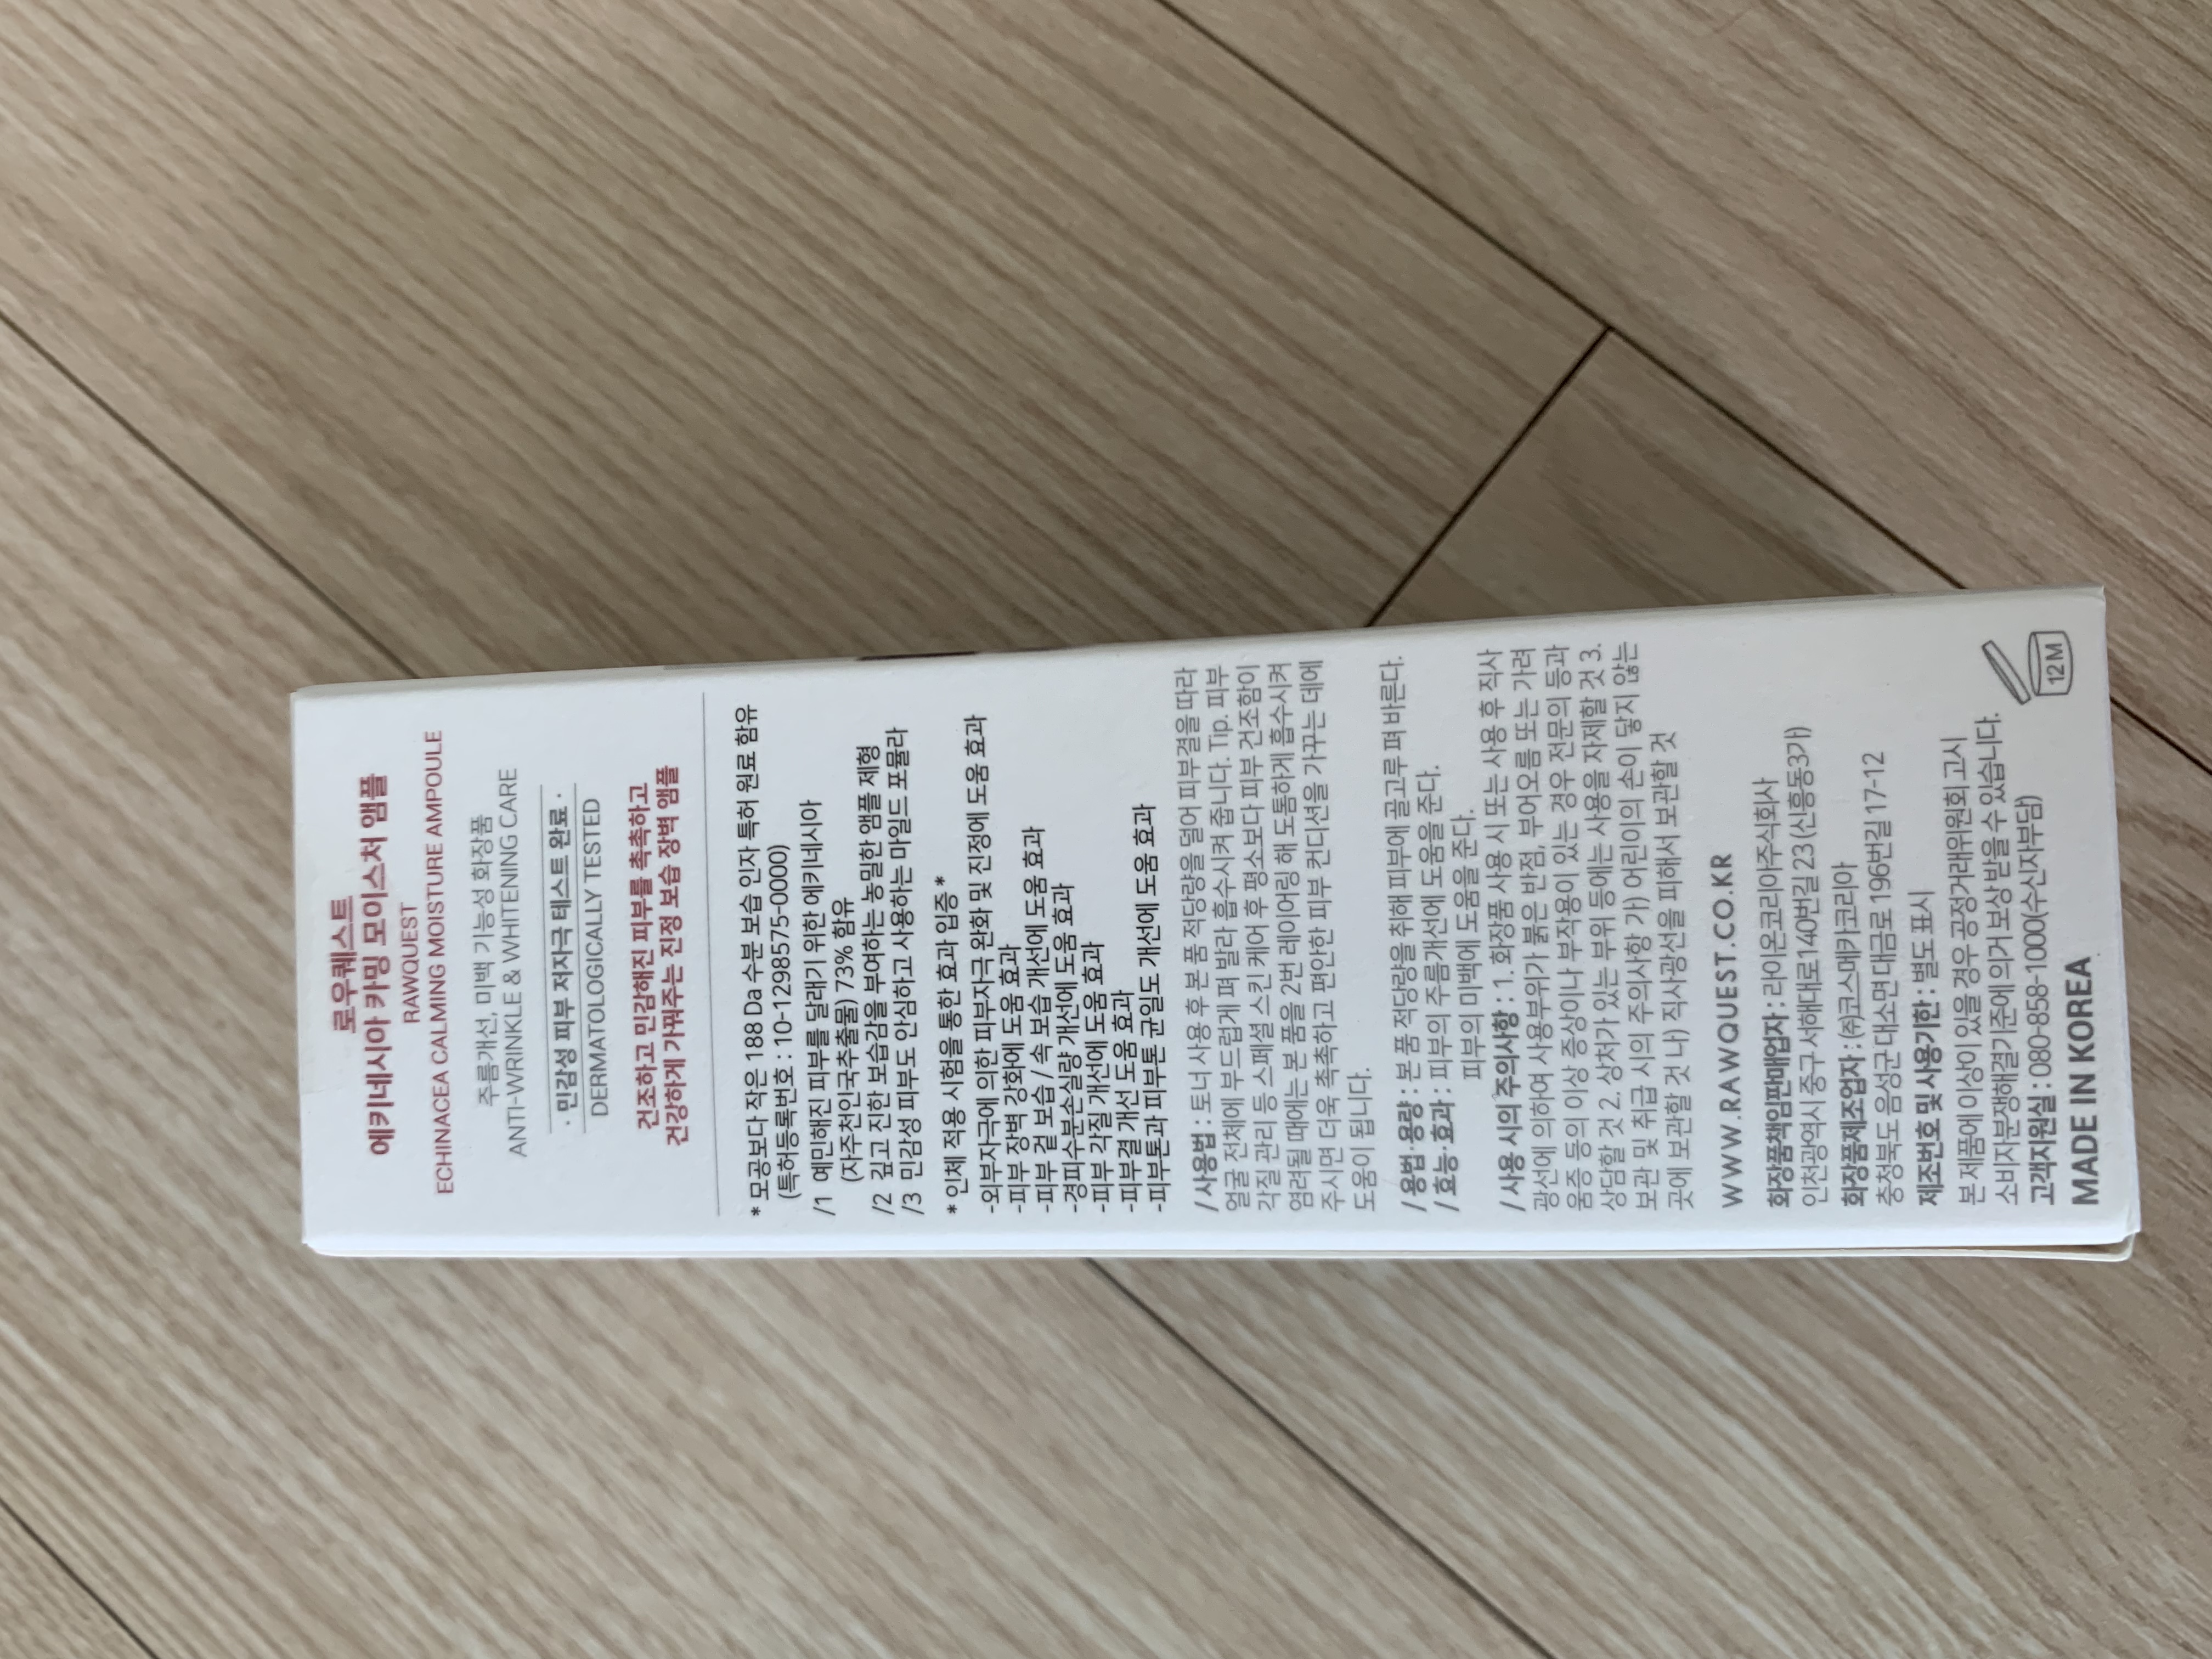 로우퀘스트
에키네시아 카밍 모이스처 앰플
RAWQUEST
ECHINACEA CALMING MOISTURE AMPOULE
주름개선, 미백 기능성 화장품
ANTI-WRINKLE & WHITENING CARE
· 민감성 피부 저자극 테스트 완료 ·
DERMATOLOGICALLY TESTED
건조하고 민감해진 피부를 촉촉하고
건강하게 가꿔주는 진정 보습 장벽 앰플
* 모공보다 작은 188 Da 수분 보습 인자 특허 원료 함유
(특허등록번호 : 10-1298575-0000)
/1 예민해진 피부를 달래기 위한 에키네시아
(자주천인국추출물) 73% 함유
/2 깊고 진한 보습감을 부여하는 농밀한 앰플 제형
/3 민감성 피부도 안심하고 사용하는 마일드 포뮬라
* 인체 적용 시험을 통한 효과 입증 *
-외부자극에 의한 피부자극 완화 및 진정에 도움 효과
-피부 장벽 강화에 도움 효과
-피부 겉 보습 / 속 보습 개선에 도움 효과
-경피수분손실량 개선에 도움 효과
-피부 각질 개선에 도움 효과
-피부결 개선 도움 효과
-피부톤과 피부톤 균일도 개선에 도움 효과
/ 사용법 : 토너 사용 후 본 품 적당량을 덜어 피부결을 따라
얼굴 전체에 부드럽게 펴 발라 흡수시켜 줍니다. Tip. 피부
각질 관리 등 스페셜 스킨 케어 후 평소보다 피부 건조함이
염려될 때에는 본 품을 2번 레이어링 해 도톰하게 흡수시켜
주시면 더욱 촉촉하고 편안한 피부 컨디션을 가꾸는 데에
도움이 됩니다.
/ 용법·용량 : 본 품 적당량을 취해 피부에 골고루 펴 바른다.
/ 효능·효과 : 피부의 주름개선에 도움을 준다.
피부의 미백에 도움을 준다.
/ 사용 시의 주의사항 : 1. 화장품 사용 시 또는 사용 후 직사
광선에 의하여 사용부위가 붉은 반점, 부어오름 또는 가려
움증 등의 이상 증상이나 부작용이 있는 경우 전문의 등과
상담할 것 2. 상처가 있는 부위 등에는 사용을 자제할 것 3.
보관 및 취급 시의 주의사항 가) 어린이의 손이 닿지 않는
곳에 보관할 것 나) 직사광선을 피해서 보관할 것
WWW.RAWQUEST.CO.KR
화장품책임판매업자 : 라이온코리아주식회사
인천광역시 중구 서해대로 140번길 23 (신흥동3가)
화장품제조업자 : (주)코스메카코리아
충청북도 음성군 대소면 대금로 196번길 17-12
제조번호 및 사용기한 : 별도 표시
본 제품에 이상이 있을 경우 공정거래위원회 고시
소비자분쟁해결기준에 의거 보상 받을 수 있습니다.
고객지원실 : 080-858-1000(수신자부담)
MADE IN KOREA
12M